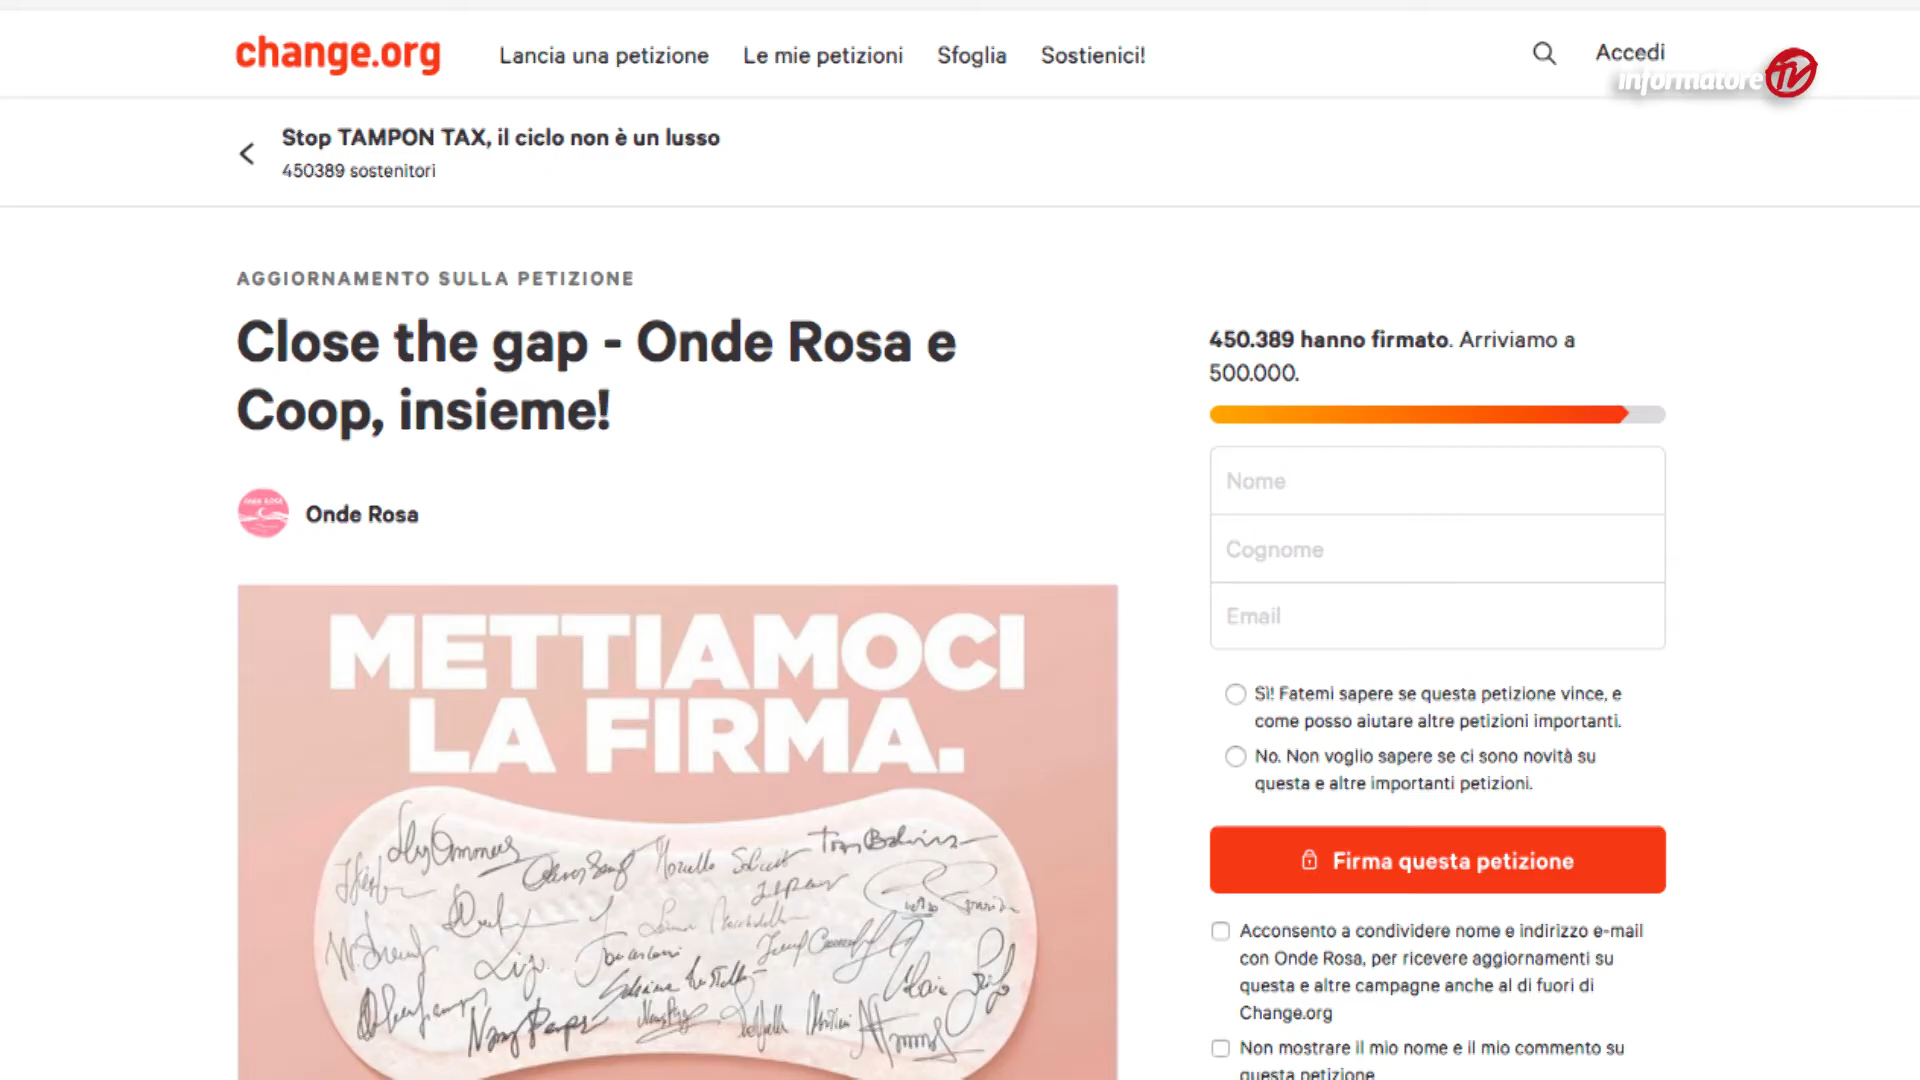 change.org
Lancia una petizione
Le mie petizioni
Sfoglia
Sostienici!
Accedi
informatore TV
Stop TAMPON TAX, il ciclo non è un lusso
450389 sostenitori
AGGIORNAMENTO SULLA PETIZIONE
Close the gap - Onde Rosa e
Coop, insieme!
ONDE ROSA
Onde Rosa
METTIAMOCI
LA FIRMA.
450.389 hanno firmato. Arriviamo a
500.000.
Nome
Cognome
Email
Sì! Fatemi sapere se questa petizione vince, e
come posso aiutare altre petizioni importanti.
No. Non voglio sapere se ci sono novità su
questa e altre importanti petizioni.
Firma questa petizione
Acconsento a condividere nome e indirizzo e-mail
con Onde Rosa, per ricevere aggiornamenti su
questa e altre campagne anche al di fuori di
Change.org
Non mostrare il mio nome e il mio commento su
questa petizione